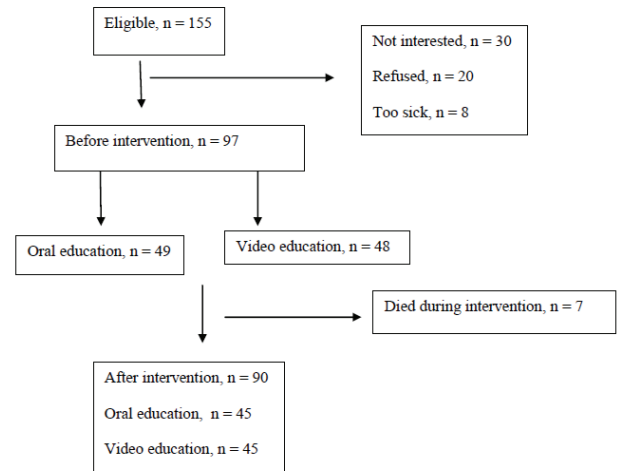 Eligible, n = 155
Not interested, n = 30
Refused, n = 20
Too sick, n = 8
Before intervention, n = 97
Oral education, n = 49
Video education, n = 48
Died during intervention, n = 7
After intervention, n = 90
Oral education, n = 45
Video education, n = 45